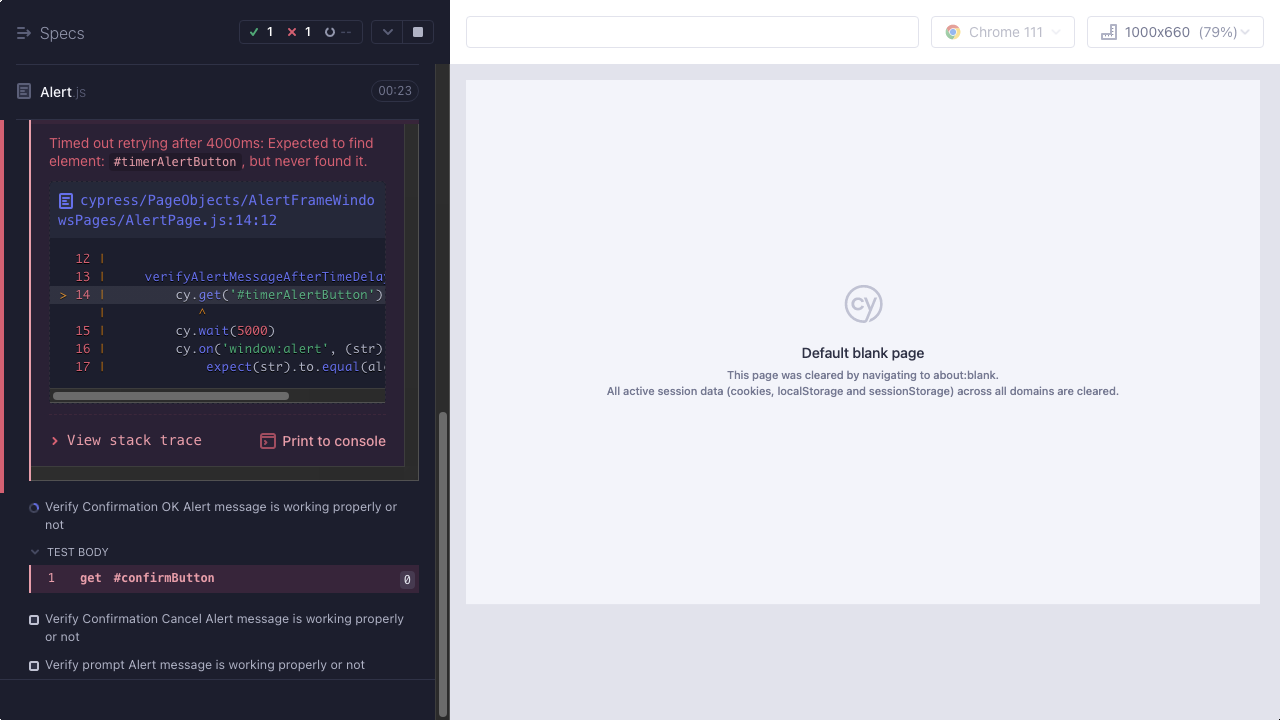 Specs
1
1
--
Chrome 111
1000x660 (79%)
Alert.js
00:23
Timed out retrying after 4000ms: Expected to find
element: #timerAlertButton, but never found it.
cypress/PageObjects/AlertFrameWindo
wsPages/AlertPage.js:14:12
12 |
13 | verifyAlertMessageAfterTimeDela
> 14 | cy.get('#timerAlertButton')
| ^
15 | cy.wait(5000)
16 | cy.on('window:alert', (str)
17 | expect(str).to.equal(al
View stack trace
Print to console
Verify Confirmation OK Alert message is working properly or
not
TEST BODY
1 get #confirmButton 0
Verify Confirmation Cancel Alert message is working properly
or not
Verify prompt Alert message is working properly or not
cy
Default blank page
This page was cleared by navigating to about:blank.
All active session data (cookies, localStorage and sessionStorage) across all domains are cleared.